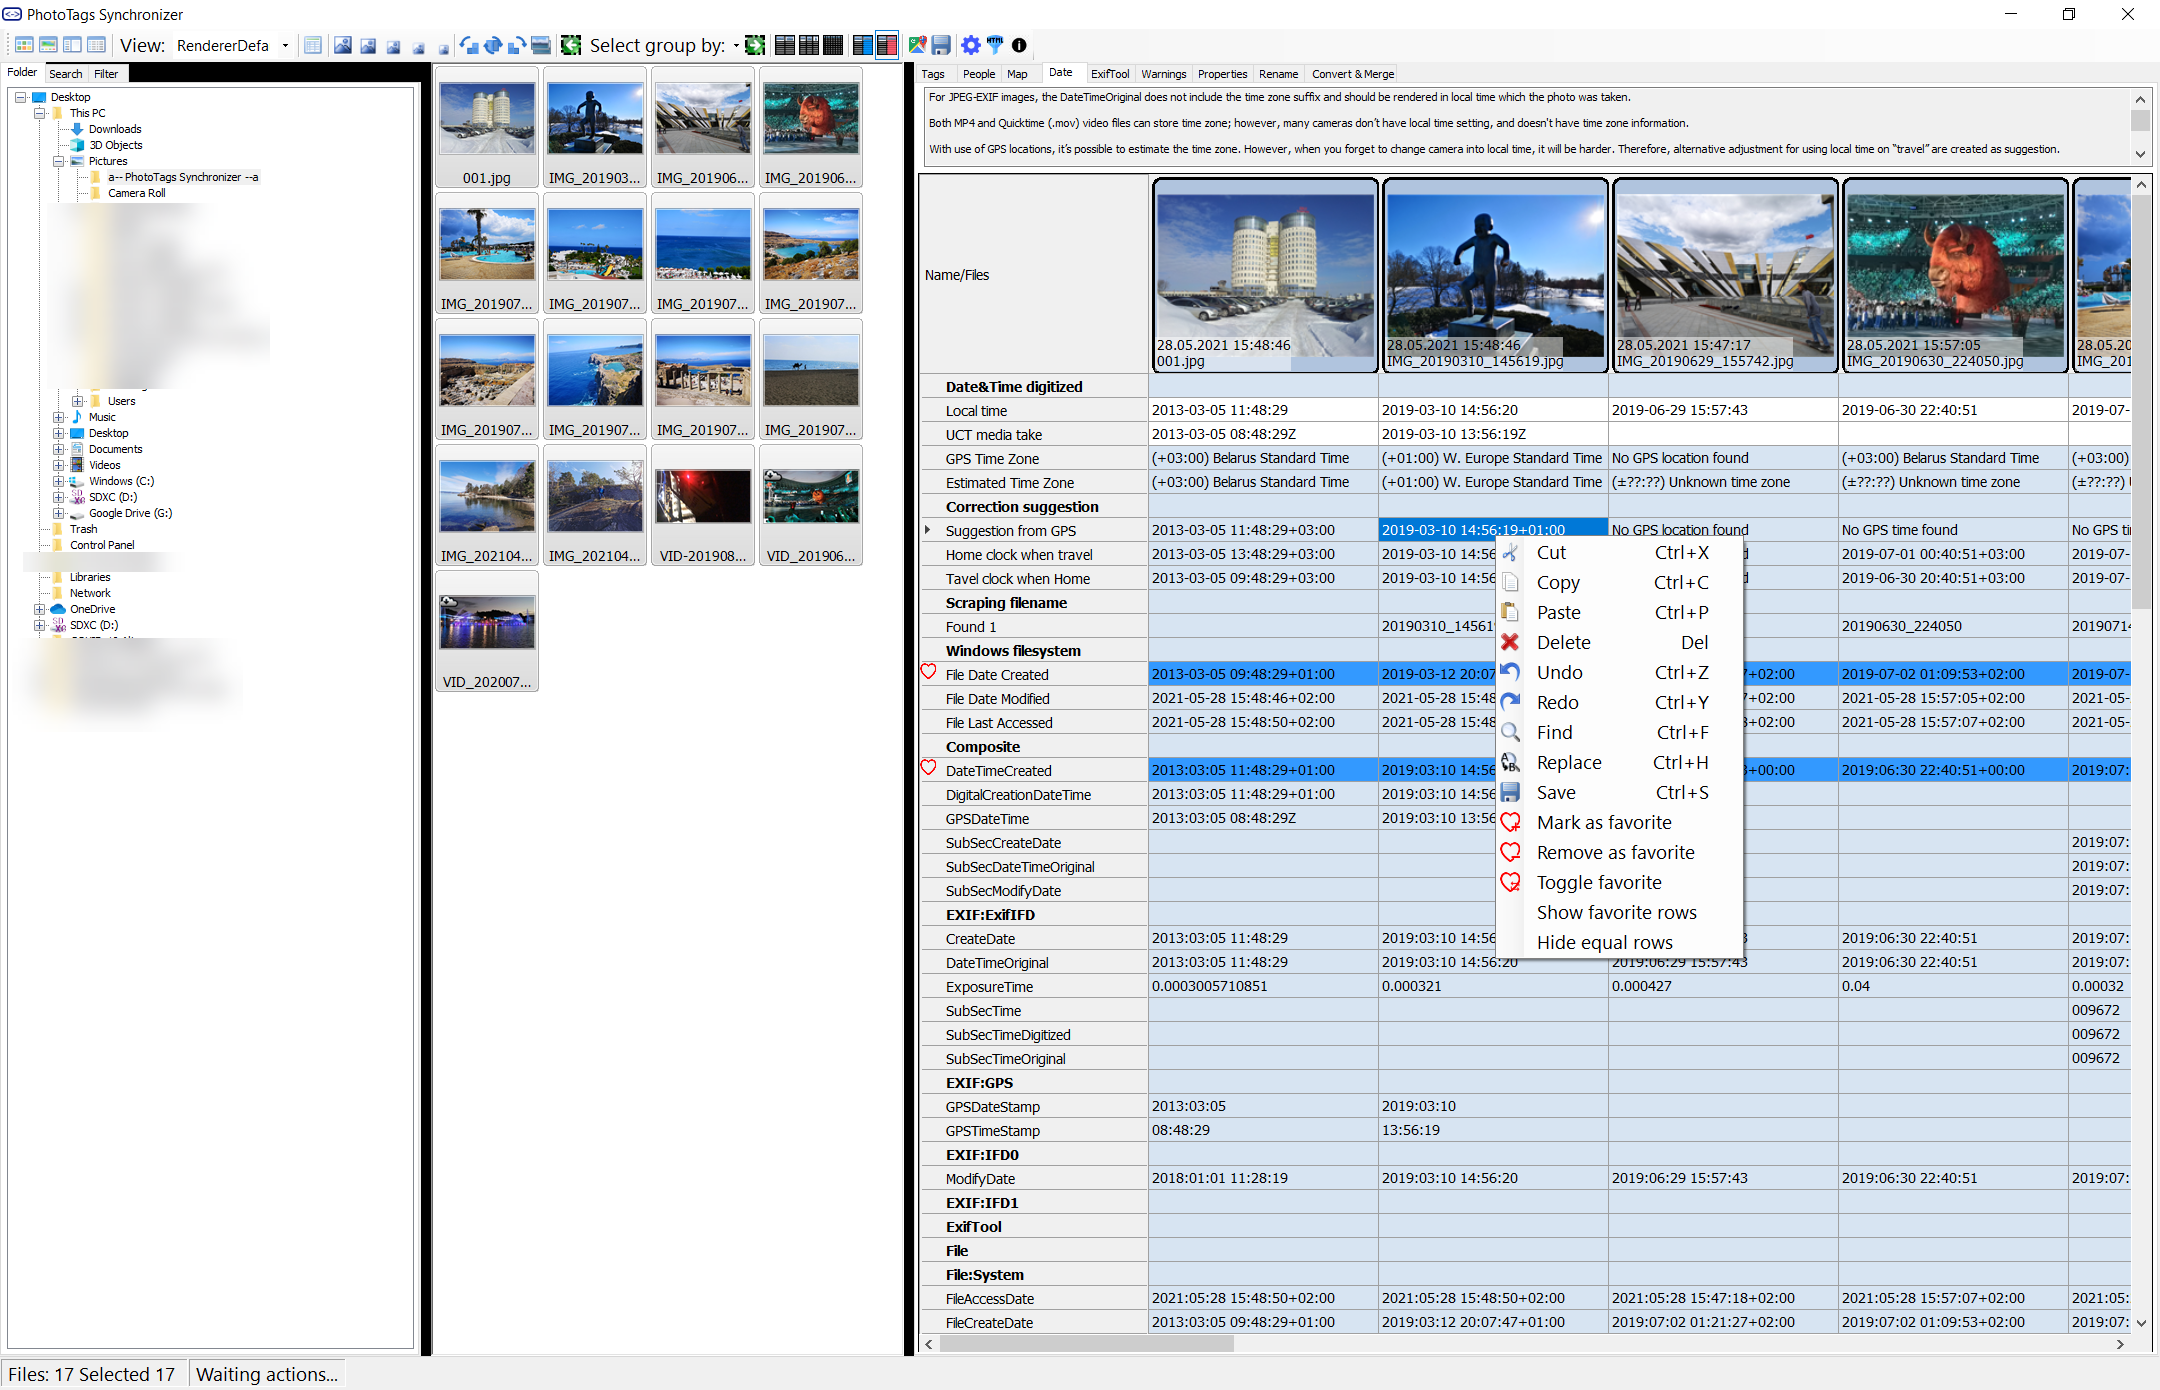 PhotoTags Synchronizer
View: RendererDefa
Select group by:
Folder Search Filter
Desktop
This PC
Downloads
3D Objects
Pictures
a-- PhotoTags Synchronizer --a
Camera Roll
Users
Music
Desktop
Documents
Videos
Windows (C:)
SDXC (D:)
Google Drive (G:)
Trash
Control Panel
Libraries
Network
OneDrive
SDXC (D:)
001.jpg IMG_201903... IMG_201906... IMG_201906...
IMG_201907... IMG_201907... IMG_201907... IMG_201907...
IMG_201907... IMG_201907... IMG_201907... IMG_201907...
IMG_202104... IMG_202104... VID-201908... VID_201906...
VID_202007...
Tags People Map Date ExifTool Warnings Properties Rename Convert & Merge
For JPEG-EXIF images, the DateTimeOriginal does not include the time zone suffix and should be rendered in local time which the photo was taken.
Both MP4 and Quicktime (.mov) video files can store time zone; however, many cameras don't have local time setting, and doesn't have time zone information.
With use of GPS locations, it's possible to estimate the time zone. However, when you forget to change camera into local time, it will be harder. Therefore, alternative adjustment for using local time on "travel" are created as suggestion.
Name/Files
28.05.2021 15:48:46 28.05.2021 15:48:46 28.05.2021 15:47:17 28.05.2021 15:57:05 28.05.20
001.jpg IMG_20190310_145619.jpg IMG_20190629_155742.jpg IMG_20190630_224050.jpg IMG_201
Date&Time digitized
Local time 2013-03-05 11:48:29 2019-03-10 14:56:20 2019-06-29 15:57:43 2019-06-30 22:40:51 2019-07-
UCT media take 2013-03-05 08:48:29Z 2019-03-10 13:56:19Z
GPS Time Zone (+03:00) Belarus Standard Time (+01:00) W. Europe Standard Time No GPS location found (+03:00) Belarus Standard Time (+03:00)
Estimated Time Zone (+03:00) Belarus Standard Time (+01:00) W. Europe Standard Time (±??:??) Unknown time zone (±??:??) Unknown time zone (±??:??)
Correction suggestion
Suggestion from GPS 2013-03-05 11:48:29+03:00 2019-03-10 14:56:19+01:00 No GPS location found No GPS time found No GPS ti
Home clock when travel 2013-03-05 13:48:29+03:00 2019-03-10 14:56 2019-07-01 00:40:51+03:00 2019-07-
Tavel clock when Home 2013-03-05 09:48:29+03:00 2019-03-10 14:56 2019-06-30 20:40:51+03:00 2019-07-
Scraping filename
Found 1 20190310_14561 20190630_224050 2019071
Windows filesystem
File Date Created 2013-03-05 09:48:29+01:00 2019-03-12 20:07 +02:00 2019-07-02 01:09:53+02:00 2019-07-
File Date Modified 2021-05-28 15:48:46+02:00 2021-05-28 15:48 +02:00 2021-05-28 15:57:05+02:00 2021-05-
File Last Accessed 2021-05-28 15:48:50+02:00 2021-05-28 15:48 +02:00 2021-05-28 15:57:07+02:00 2021-05-
Composite
DateTimeCreated 2013:03:05 11:48:29+01:00 2019:03:10 14:56 +00:00 2019:06:30 22:40:51+00:00 2019:07:
DigitalCreationDateTime 2013:03:05 11:48:29+01:00 2019:03:10 14:56
GPSDateTime 2013:03:05 08:48:29Z 2019:03:10 13:56
SubSecCreateDate 2019:07:
SubSecDateTimeOriginal 2019:07:
SubSecModifyDate 2019:07:
EXIF:ExifIFD
CreateDate 2013:03:05 11:48:29 2019:03:10 14:56 2019:06:30 22:40:51 2019:07:
DateTimeOriginal 2013:03:05 11:48:29 2019:03:10 14:56:20 2019:06:29 15:57:43 2019:06:30 22:40:51 2019:07:
ExposureTime 0.0003005710851 0.000321 0.000427 0.04 0.00032
SubSecTime 009672
SubSecTimeDigitized 009672
SubSecTimeOriginal 009672
EXIF:GPS
GPSDateStamp 2013:03:05 2019:03:10
GPSTimeStamp 08:48:29 13:56:19
EXIF:IFD0
ModifyDate 2018:01:01 11:28:19 2019:03:10 14:56:20 2019:06:29 15:57:43 2019:06:30 22:40:51 2019:07:
EXIF:IFD1
ExifTool
File
File:System
FileAccessDate 2021:05:28 15:48:50+02:00 2021:05:28 15:48:50+02:00 2021:05:28 15:47:18+02:00 2021:05:28 15:57:07+02:00 2021:05:
FileCreateDate 2013:03:05 09:48:29+01:00 2019:03:12 20:07:47+01:00 2019:07:02 01:21:27+02:00 2019:07:02 01:09:53+02:00 2019:07:
Cut Ctrl+X
Copy Ctrl+C
Paste Ctrl+P
Delete Del
Undo Ctrl+Z
Redo Ctrl+Y
Find Ctrl+F
Replace Ctrl+H
Save Ctrl+S
Mark as favorite
Remove as favorite
Toggle favorite
Show favorite rows
Hide equal rows
Files: 17 Selected 17 Waiting actions...